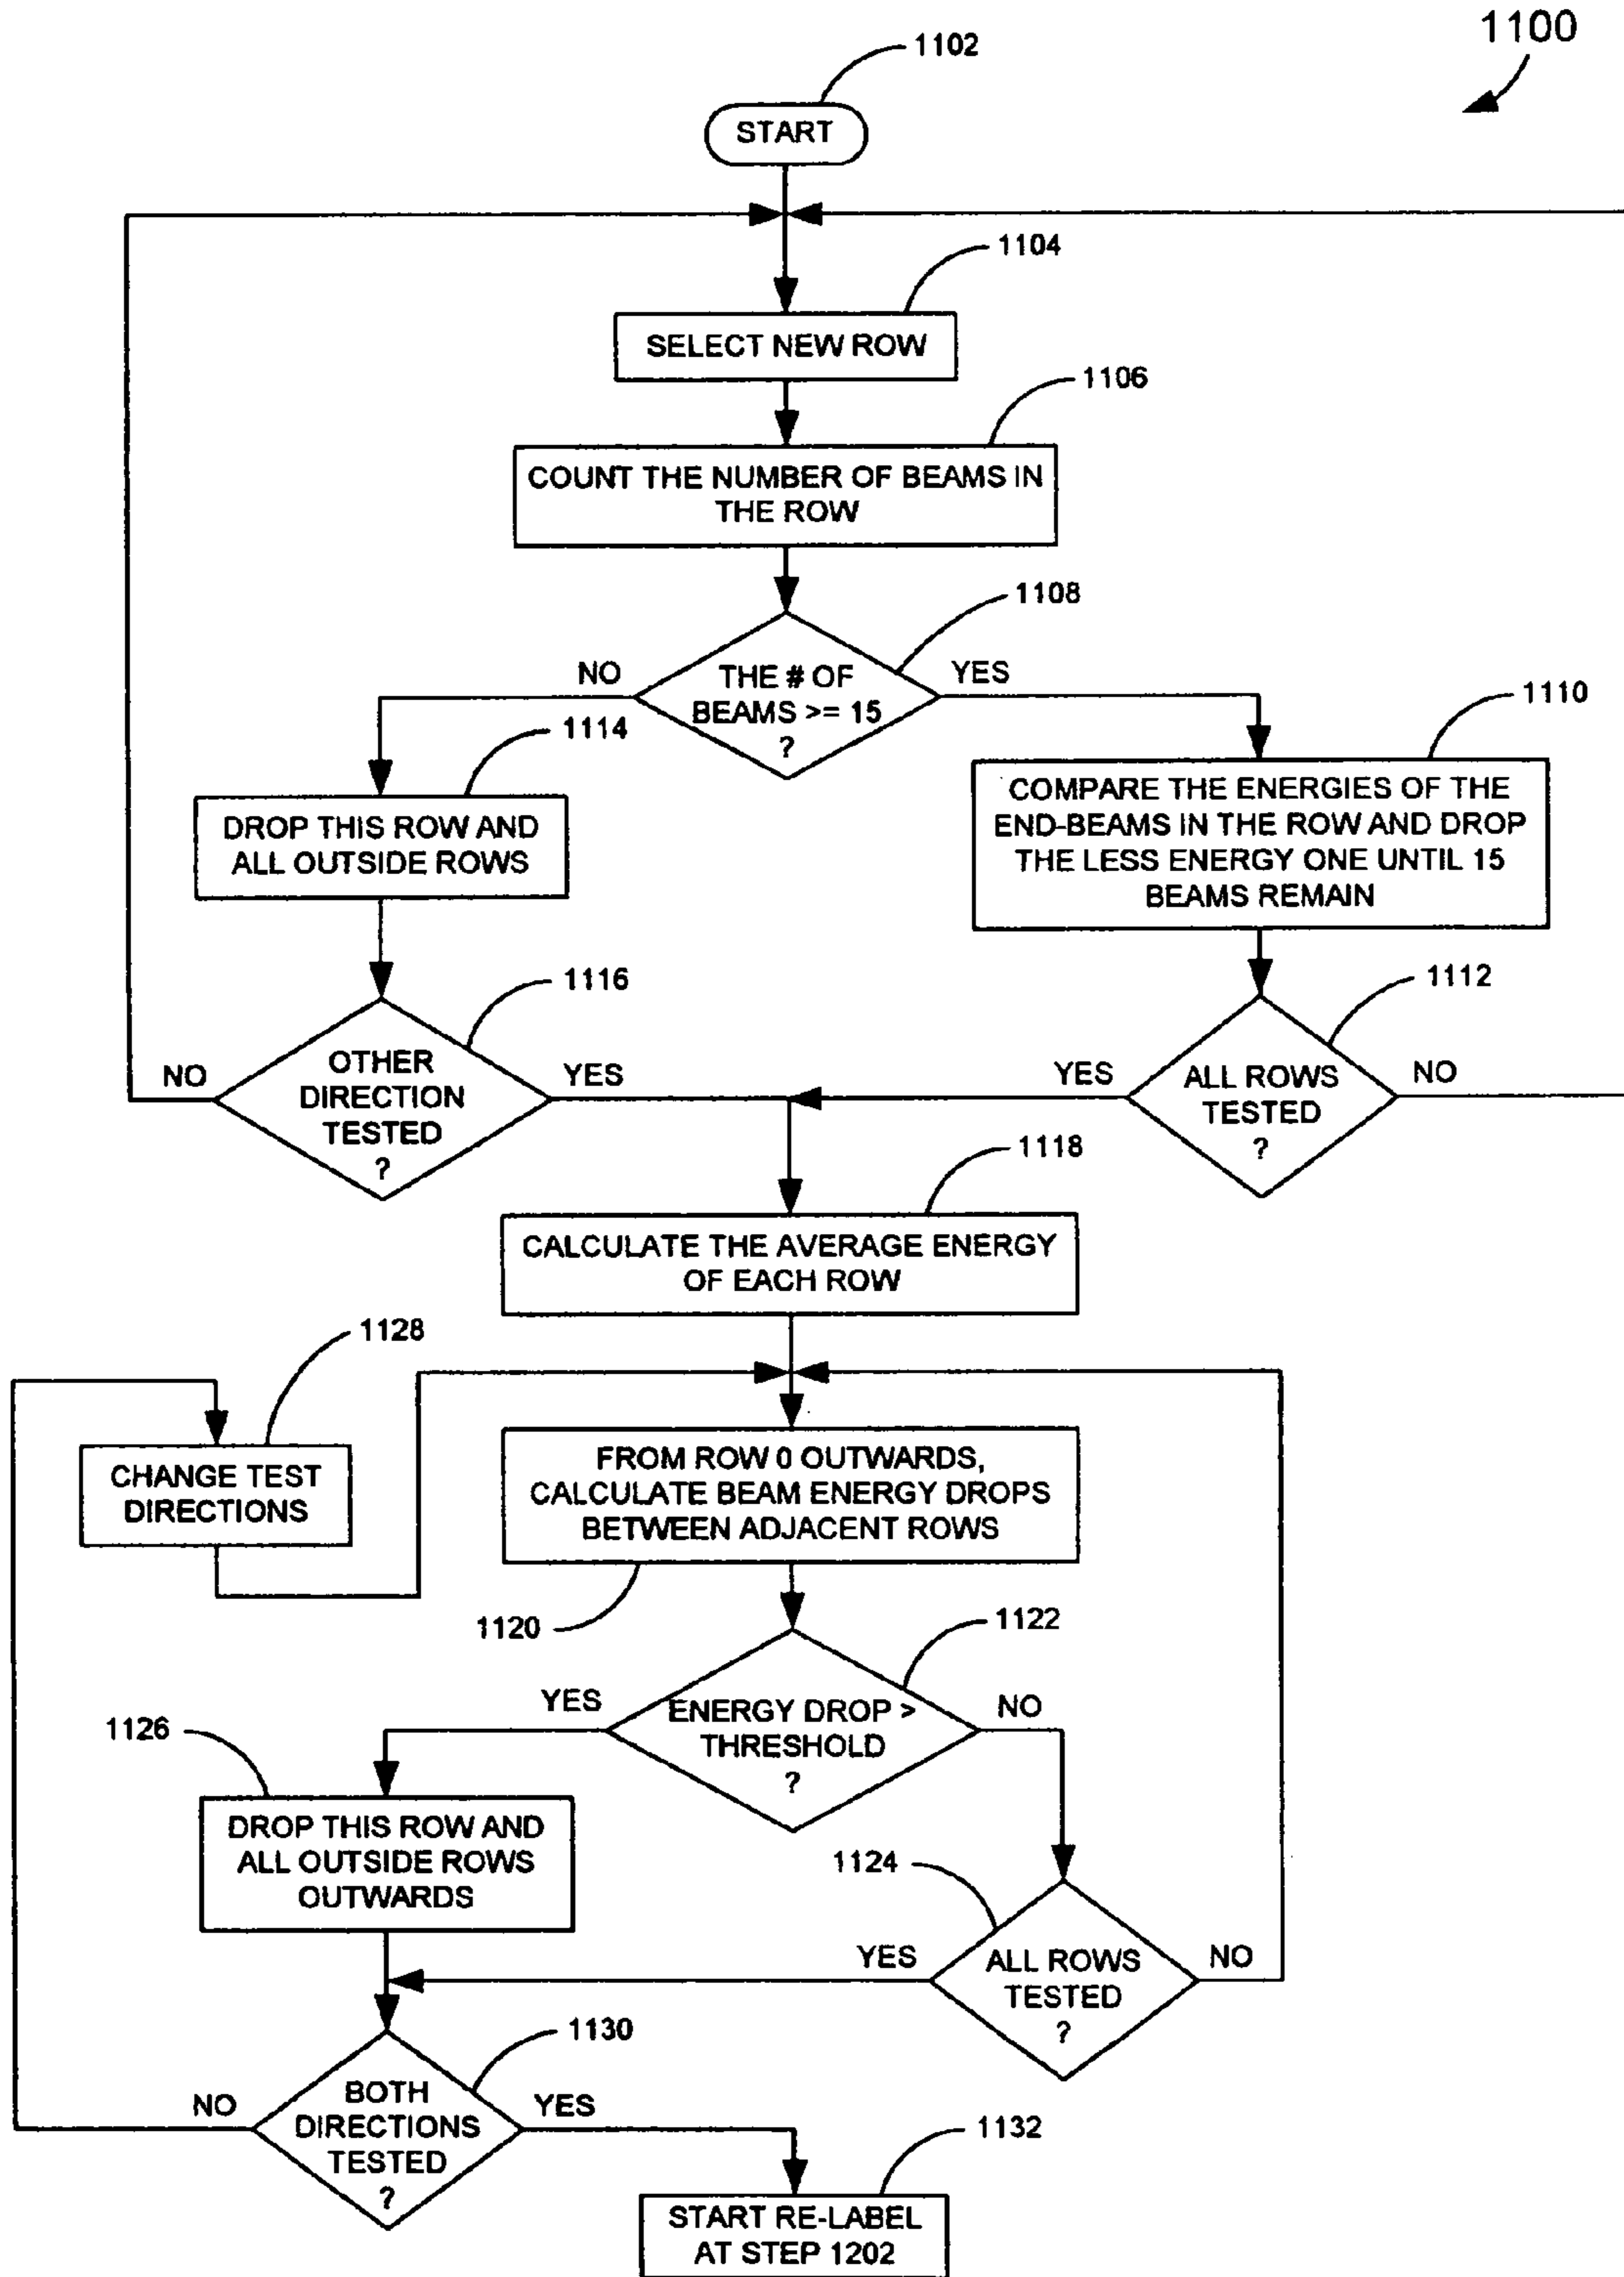 1100
1102
START
1104
SELECT NEW ROW
1106
COUNT THE NUMBER OF BEAMS IN
THE ROW
1108
NO
THE # OF
BEAMS >= 15
?
YES
1110
1114
DROP THIS ROW AND
ALL OUTSIDE ROWS
COMPARE THE ENERGIES OF THE
END-BEAMS IN THE ROW AND DROP
THE LESS ENERGY ONE UNTIL 15
BEAMS REMAIN
1116
1112
NO
OTHER
DIRECTION
TESTED
?
YES
YES
ALL ROWS
TESTED
?
NO
1118
CALCULATE THE AVERAGE ENERGY
OF EACH ROW
1128
CHANGE TEST
DIRECTIONS
FROM ROW 0 OUTWARDS,
CALCULATE BEAM ENERGY DROPS
BETWEEN ADJACENT ROWS
1120
1122
YES
ENERGY DROP >
THRESHOLD
?
NO
1126
DROP THIS ROW AND
ALL OUTSIDE ROWS
OUTWARDS
1124
YES
ALL ROWS
TESTED
?
NO
1130
NO
BOTH
DIRECTIONS
TESTED
?
YES
1132
START RE-LABEL
AT STEP 1202